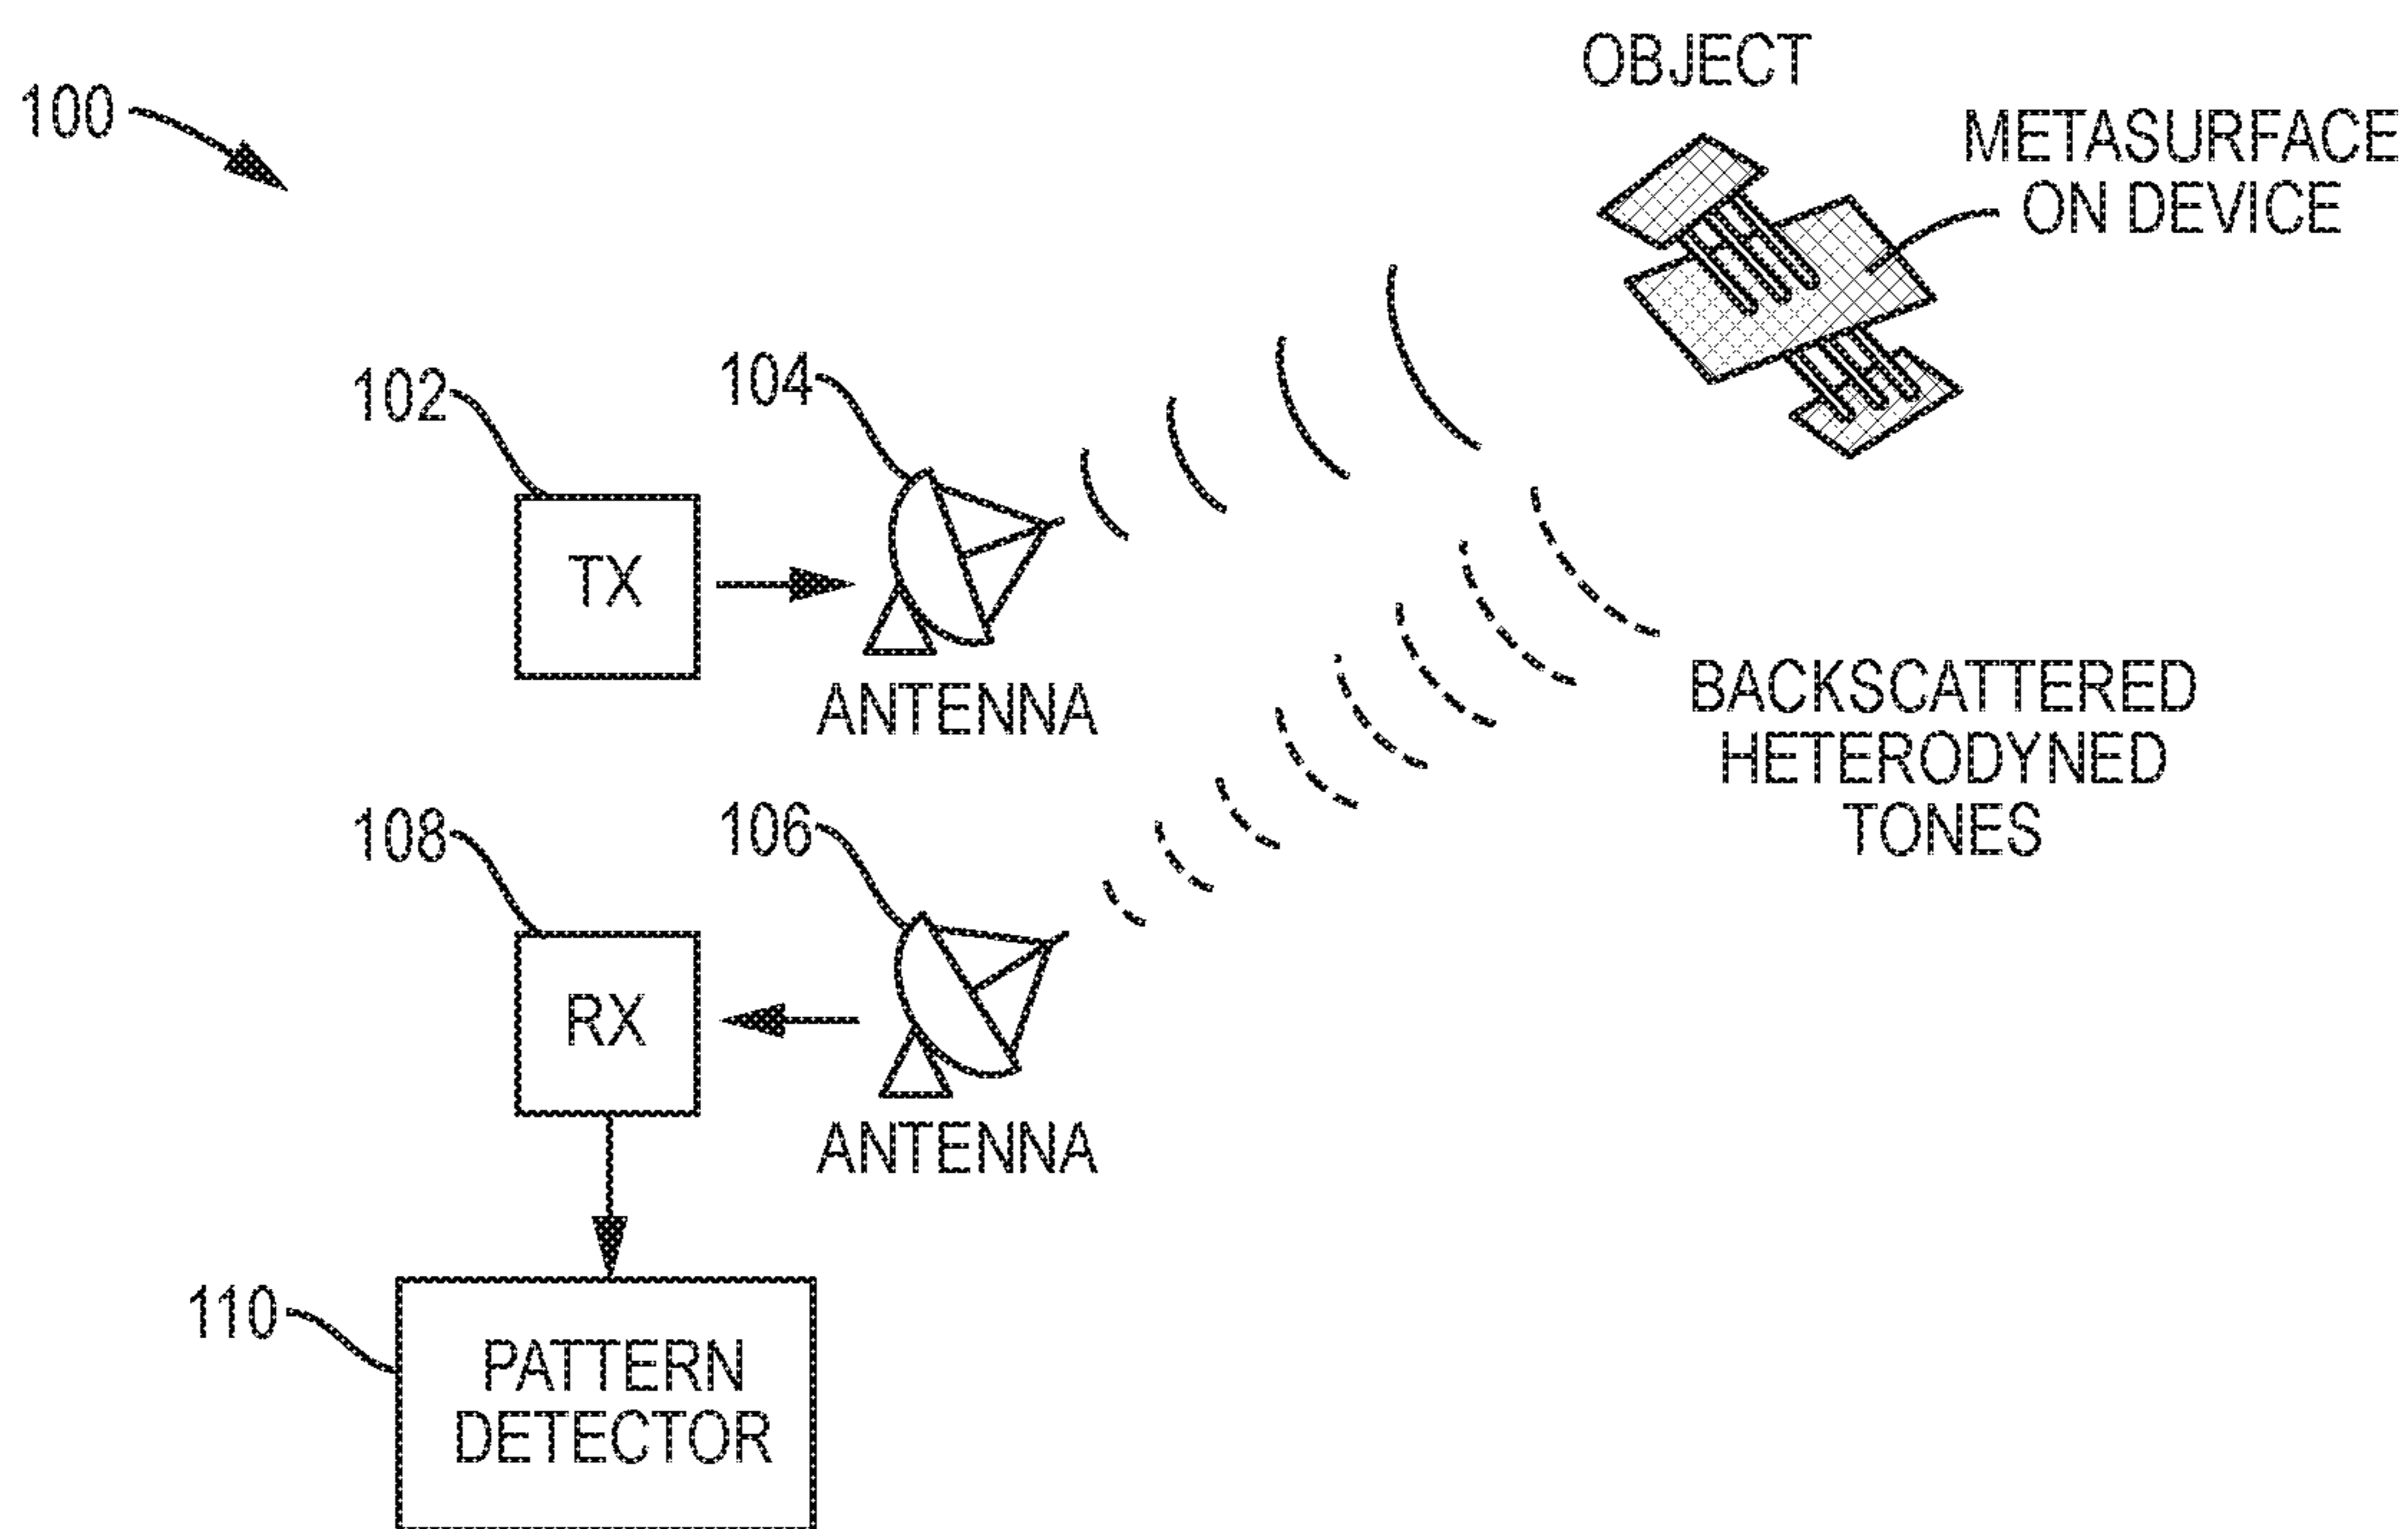 OBJECT
100
METASURFACE
ON DEVICE
102
104
TX
ANTENNA
BACKSCATTERED
HETERODYNED
TONES
108
106
RX
ANTENNA
110
PATTERN
DETECTOR